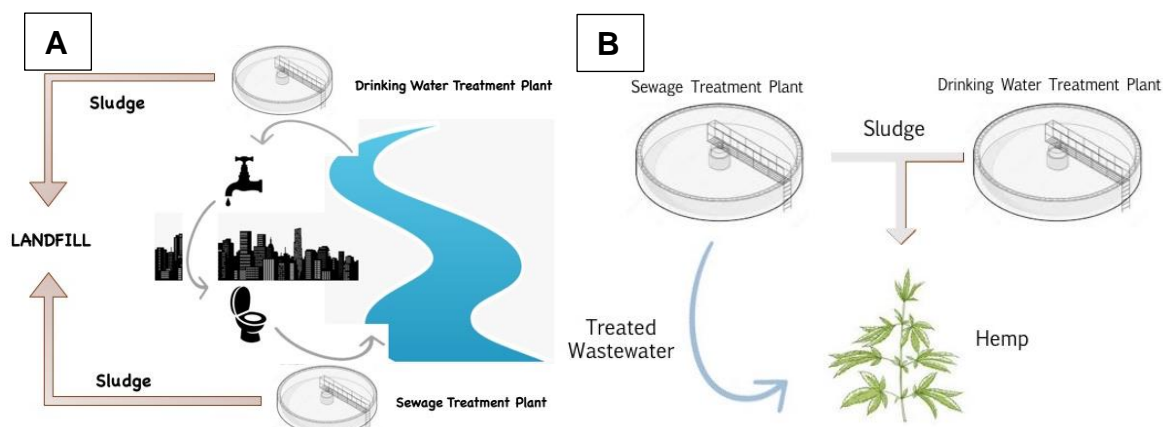 A
Drinking Water Treatment Plant
Sludge
LANDFILL
Sludge
Sewage Treatment Plant
B
Sewage Treatment Plant
Drinking Water Treatment Plant
Sludge
Treated
Wastewater
Hemp